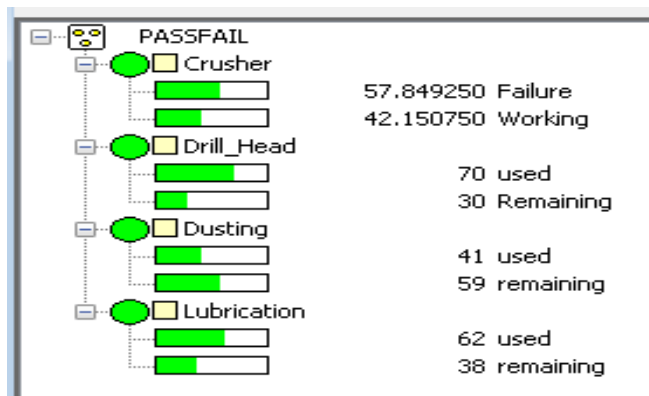 PASSFAIL
Crusher
57.849250 Failure
42.150750 Working
Drill_Head
70 used
30 Remaining
Dusting
41 used
59 remaining
Lubrication
62 used
38 remaining